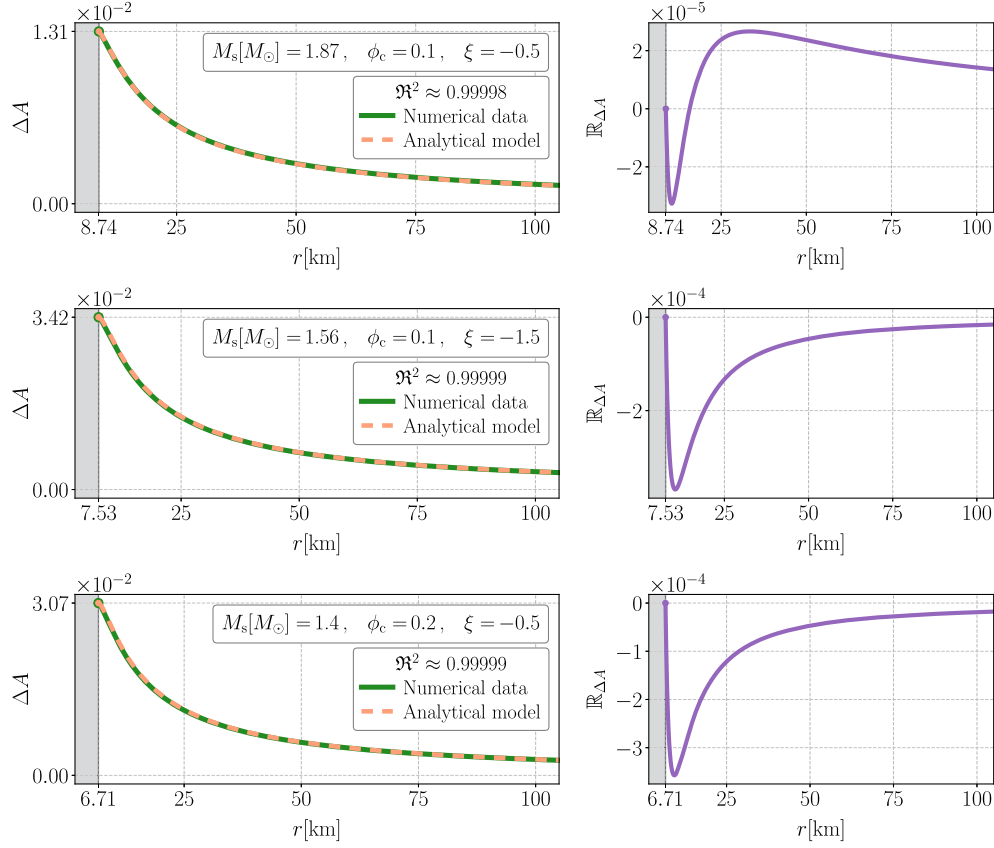 ×10⁻²
1.31
0.00
ΔA
M_s[M_⊙] = 1.87 , ϕ_c = 0.1 , ξ = −0.5
ℜ² ≈ 0.99998
Numerical data
Analytical model
8.74 25 50 75 100
r[km]
×10⁻⁵
2
0
−2
ℝ_ΔA
8.74 25 50 75 100
r[km]
×10⁻²
3.42
0.00
ΔA
M_s[M_⊙] = 1.56 , ϕ_c = 0.1 , ξ = −1.5
ℜ² ≈ 0.99999
Numerical data
Analytical model
7.53 25 50 75 100
r[km]
×10⁻⁴
0
−2
ℝ_ΔA
7.53 25 50 75 100
r[km]
×10⁻²
3.07
0.00
ΔA
M_s[M_⊙] = 1.4 , ϕ_c = 0.2 , ξ = −0.5
ℜ² ≈ 0.99999
Numerical data
Analytical model
6.71 25 50 75 100
r[km]
×10⁻⁴
0
−1
−2
−3
ℝ_ΔA
6.71 25 50 75 100
r[km]